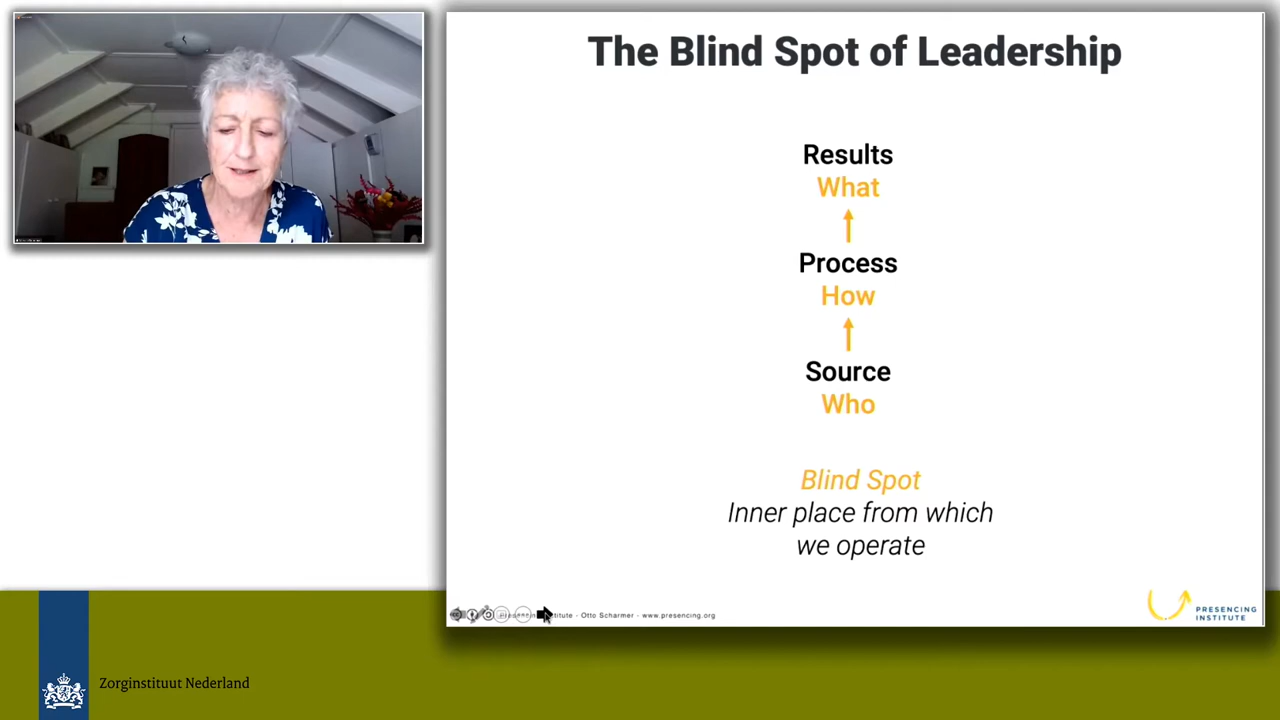 The Blind Spot of Leadership
Results
What
Process
How
Source
Who
Blind Spot
Inner place from which
we operate
Otto Scharmer - www.presencing.org
PRESENCING
INSTITUTE
Zorginstituut Nederland